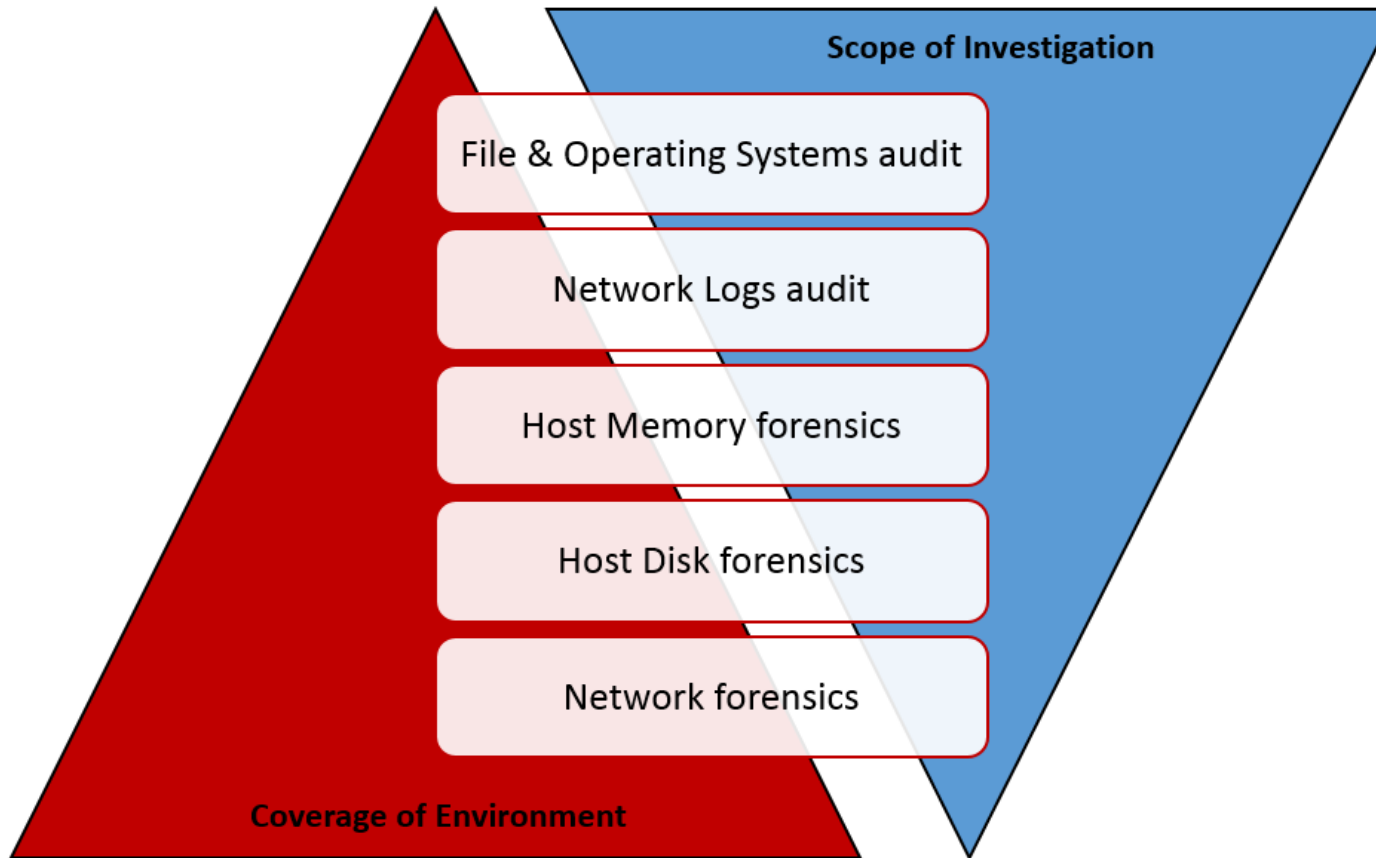 Scope of Investigation
File & Operating Systems audit
Network Logs audit
Host Memory forensics
Host Disk forensics
Network forensics
Coverage of Environment